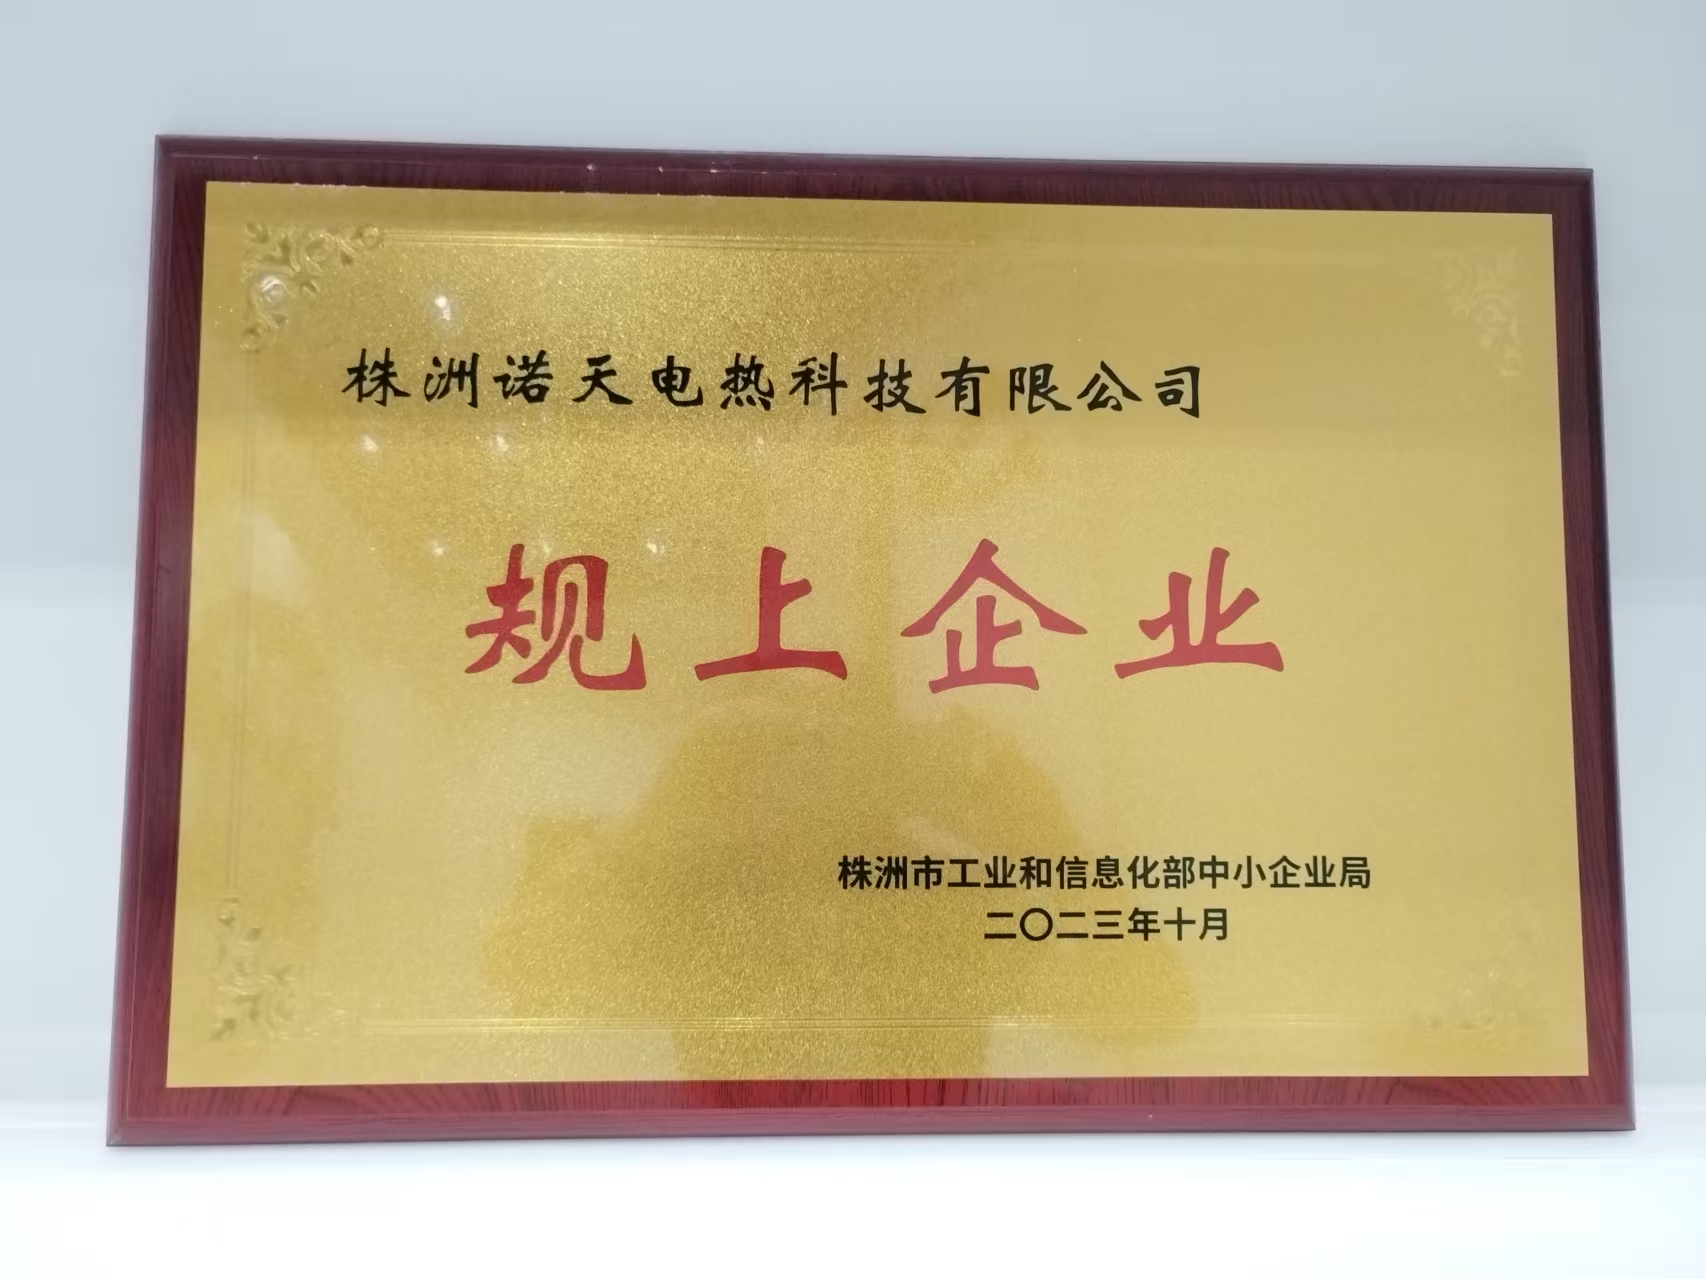 株洲诺天电热科技有限公司
规上企业
株洲市工业和信息化部中小企业局
二〇二三年十月